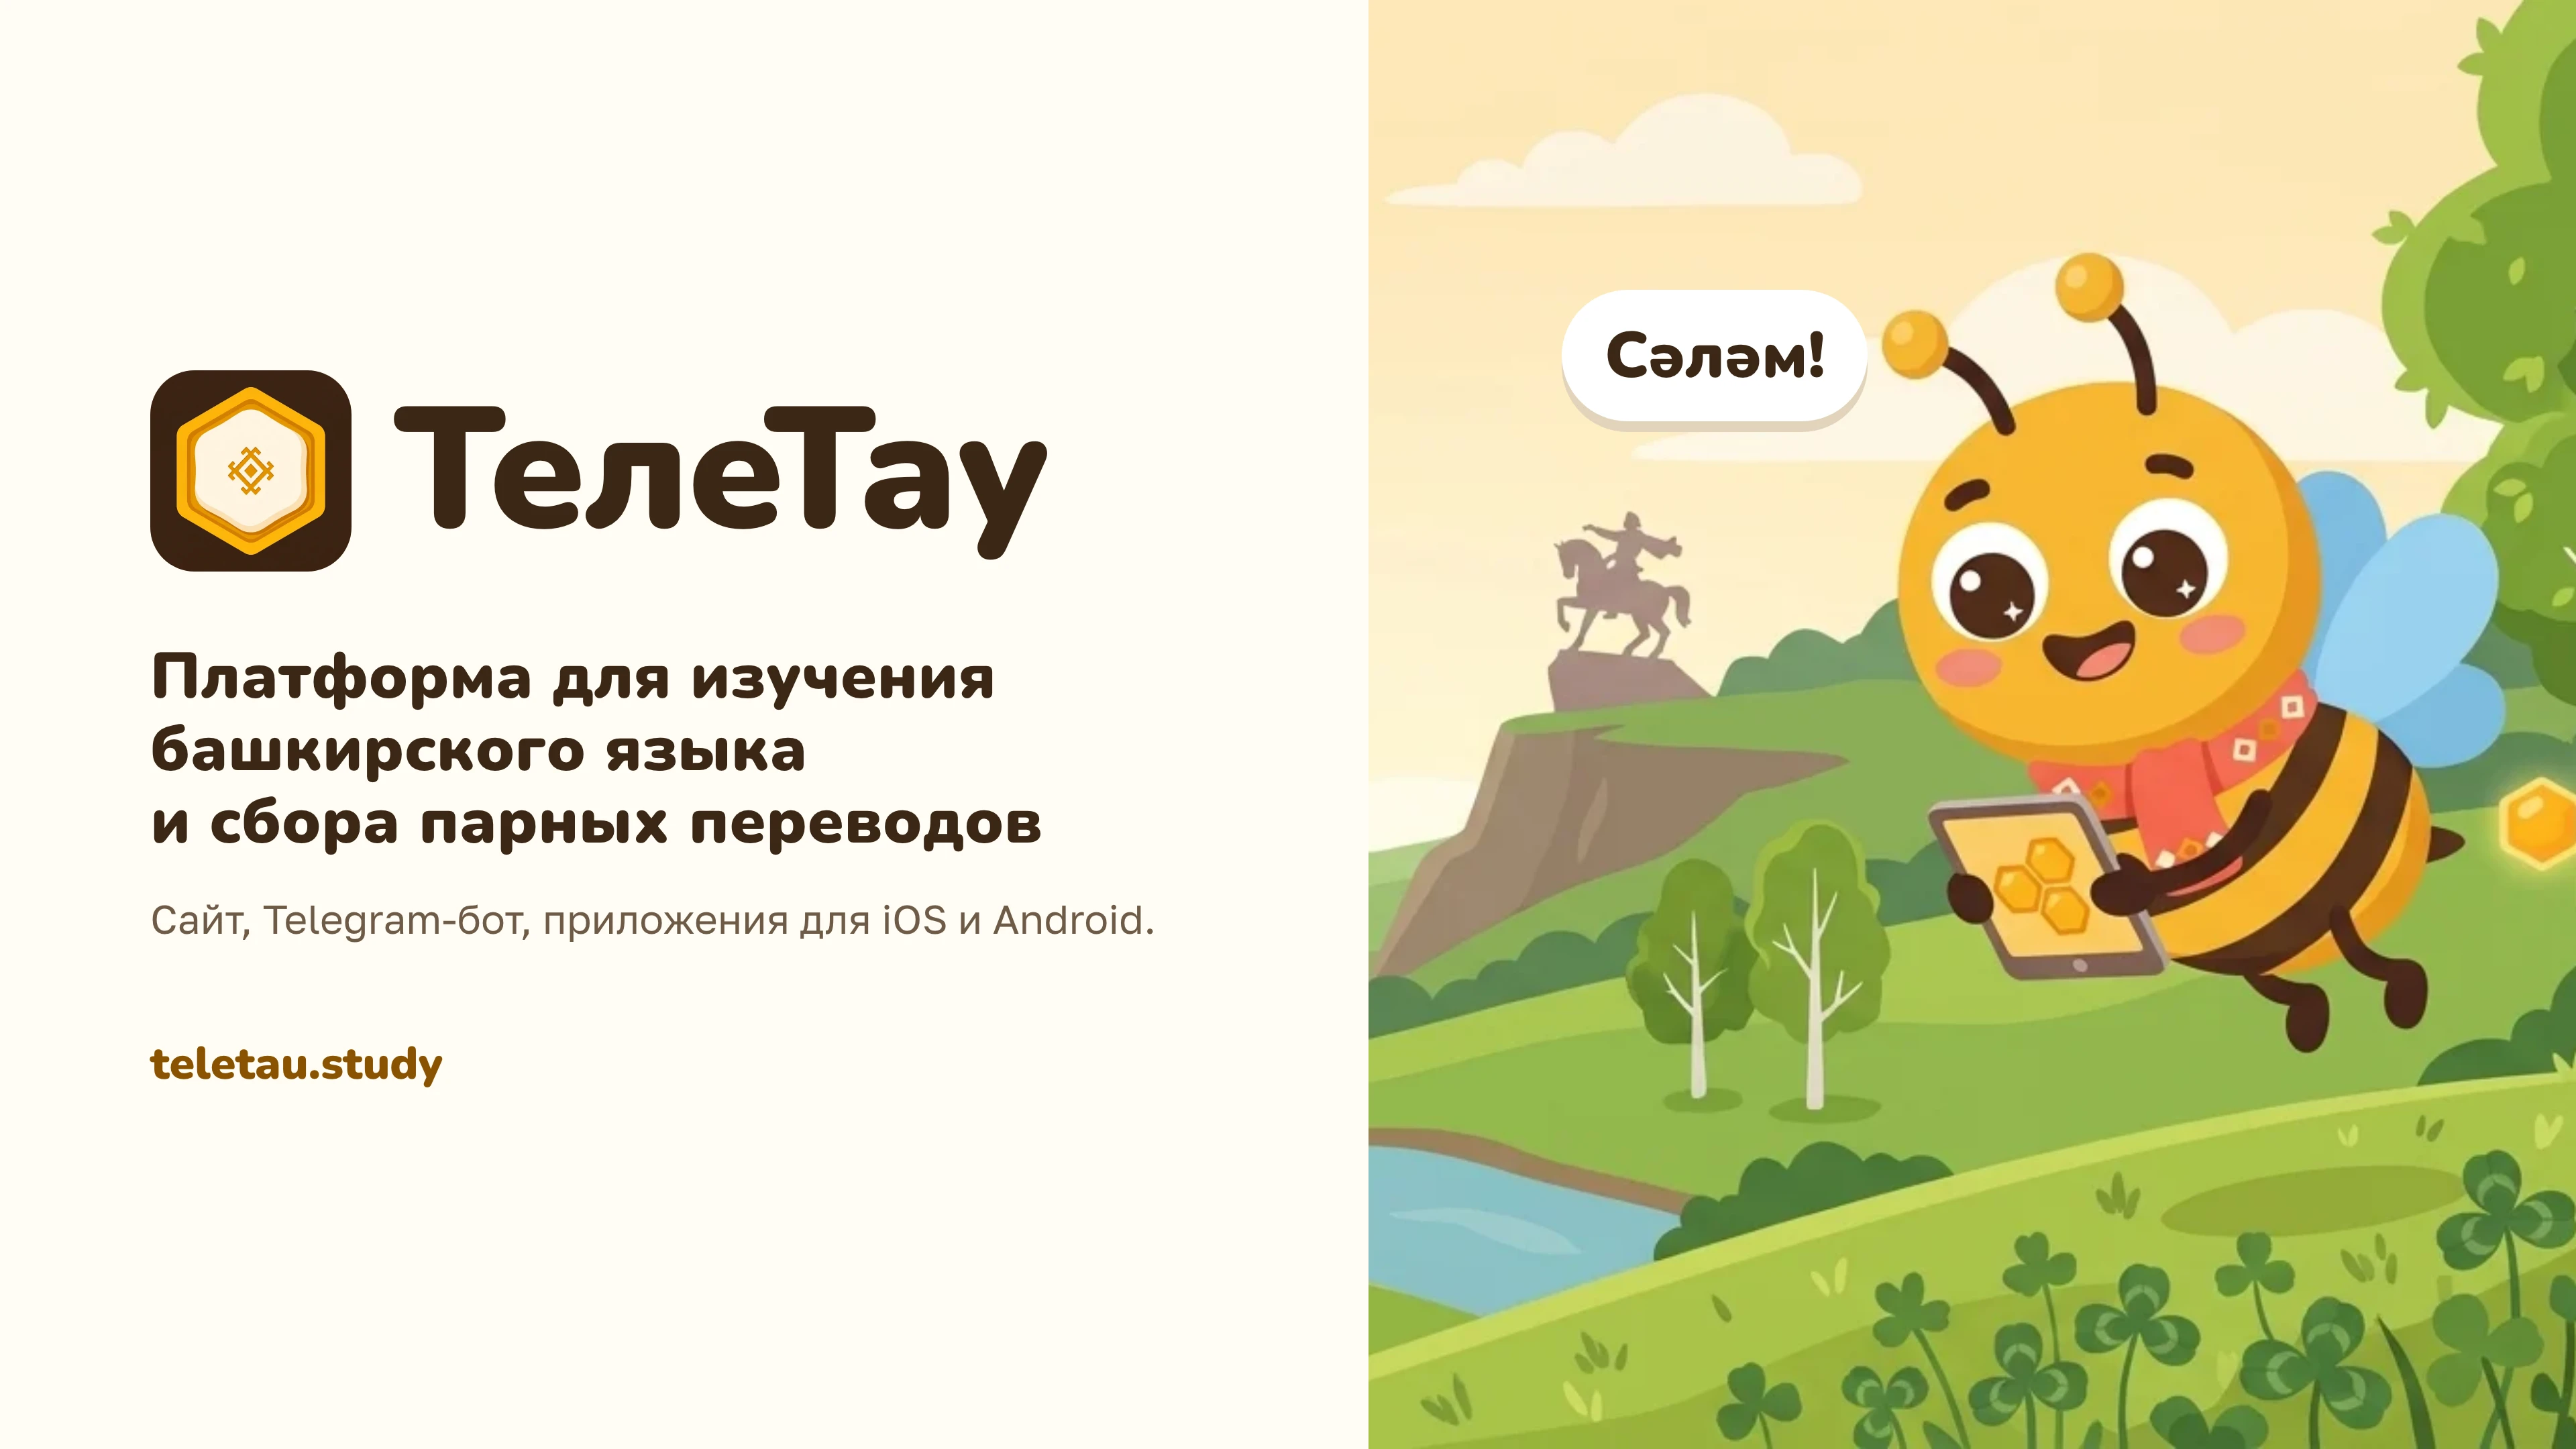 ТелеТау
Платформа для изучения
башкирского языка
и сбора парных переводов
Сайт, Telegram-бот, приложения для iOS и Android.
teletau.study
Сәләм!